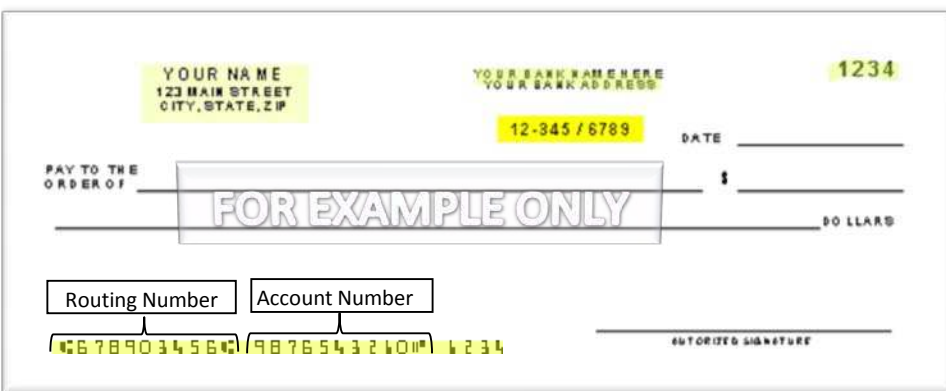 YOUR NAME
123 MAIN STREET
CITY, STATE, ZIP
YOUR BANK NAME HERE
YOUR BANK ADDRESS
1234
12-345 / 6789
DATE
PAY TO THE
ORDER OF
$
FOR EXAMPLE ONLY
DOLLARS
Routing Number
Account Number
⑆678903456⑆ 9876543210⑈ 1234
AUTORIZED SIGNATURE